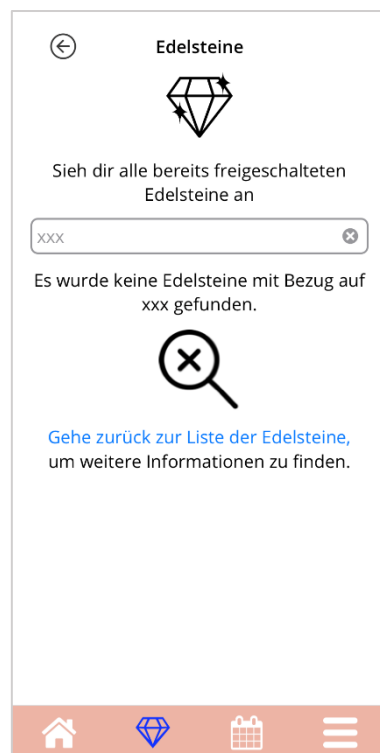 Edelsteine
Sieh dir alle bereits freigeschalteten
Edelsteine an
xxx
Es wurde keine Edelsteine mit Bezug auf
xxx gefunden.
Gehe zurück zur Liste der Edelsteine,
um weitere Informationen zu finden.